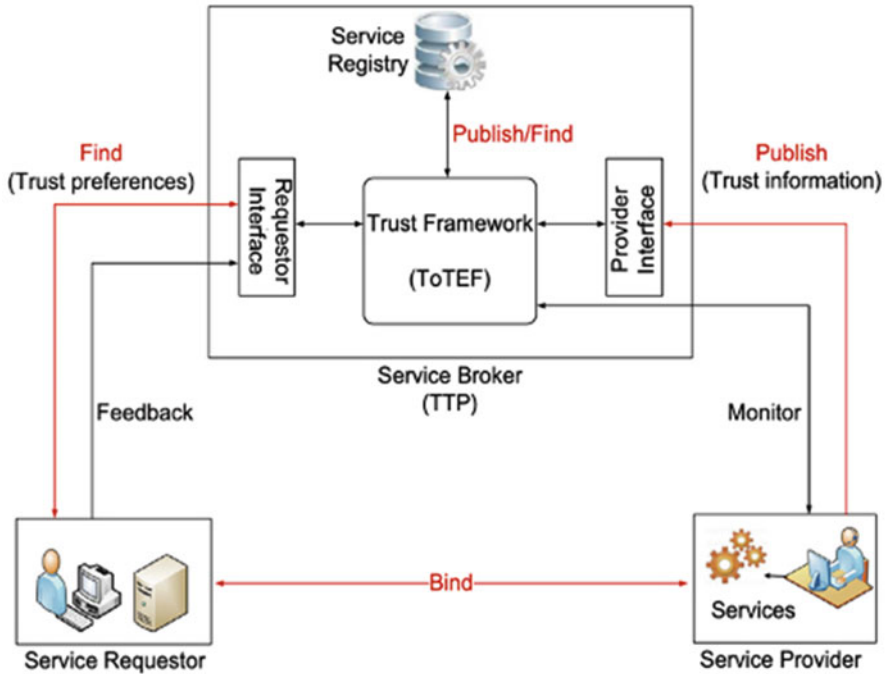 Service
Registry
Publish/Find
Find
(Trust preferences)
Publish
(Trust information)
Requestor
Interface
Trust Framework
(ToTEF)
Provider
Interface
Service Broker
(TTP)
Feedback
Monitor
Bind
Services
Service Requestor
Service Provider